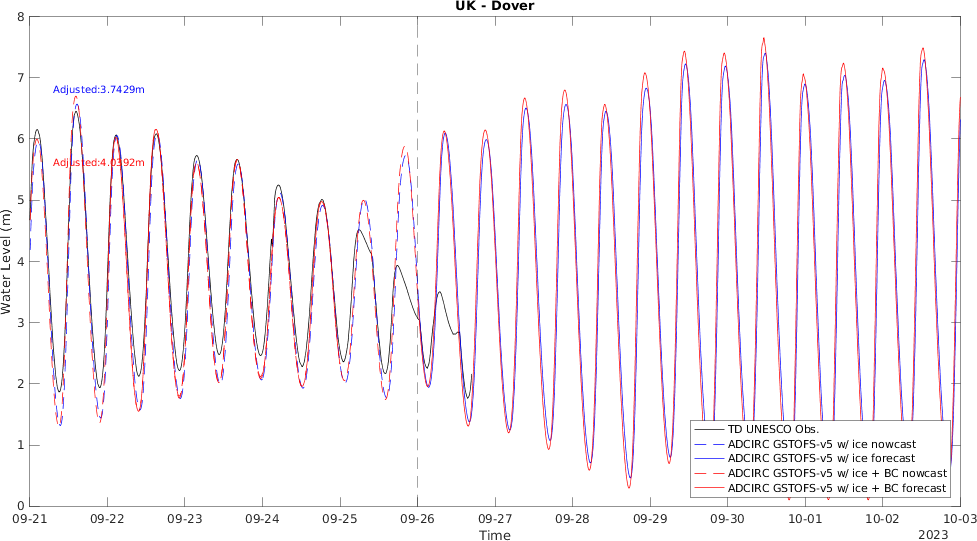 UK - Dover
8
7
6
5
4
3
2
1
0
Water Level (m)
Adjusted:3.7429m
Adjusted:4.0392m
TD UNESCO Obs.
ADCIRC GSTOFS-v5 w/ ice nowcast
ADCIRC GSTOFS-v5 w/ ice forecast
ADCIRC GSTOFS-v5 w/ ice + BC nowcast
ADCIRC GSTOFS-v5 w/ ice + BC forecast
09-21 09-22 09-23 09-24 09-25 09-26 09-27 09-28 09-29 09-30 10-01 10-02 10-03
Time
2023